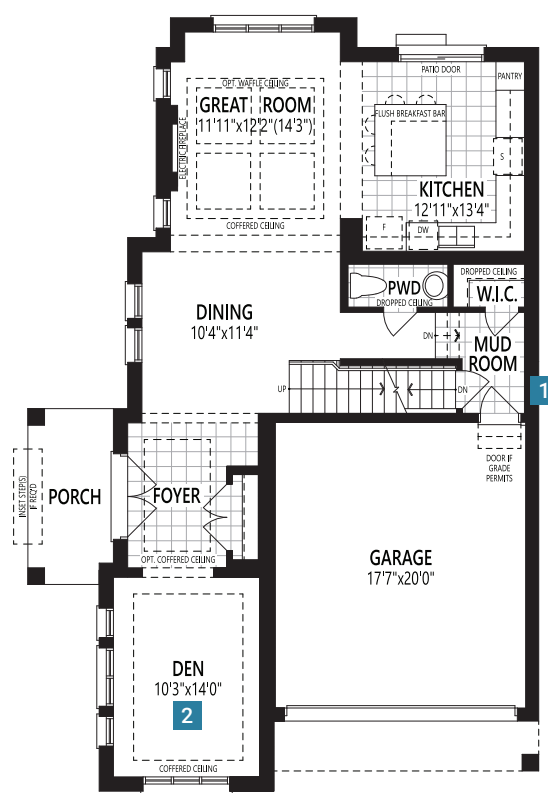 PATIO DOOR
PANTRY
OPT. WAFFLE CEILING
GREAT ROOM
11'11"x12'2"(14'3")
ELECTRIC FIREPLACE
FLUSH BREAKFAST BAR
S
KITCHEN
12'11"x13'4"
COFFERED CEILING
F
DW
PWD
DROPPED CEILING
DROPPED CEILING
W.I.C.
DINING
10'4"x11'4"
DN
MUD
ROOM
UP
DN
1
INSET STEP(S)
IF REQ'D
PORCH
FOYER
OPT. COFFERED CEILING
DOOR IF
GRADE
PERMITS
GARAGE
17'7"x20'0"
DEN
10'3"x14'0"
2
COFFERED CEILING